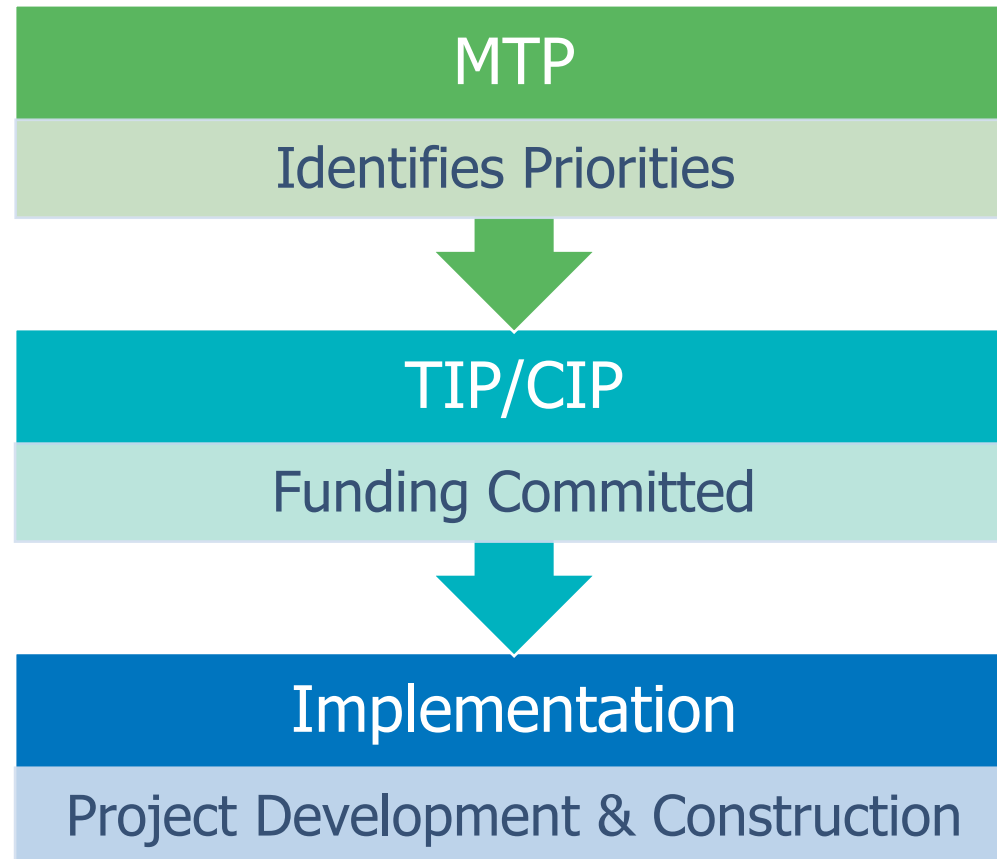 MTP
Identifies Priorities
TIP/CIP
Funding Committed
Implementation
Project Development & Construction